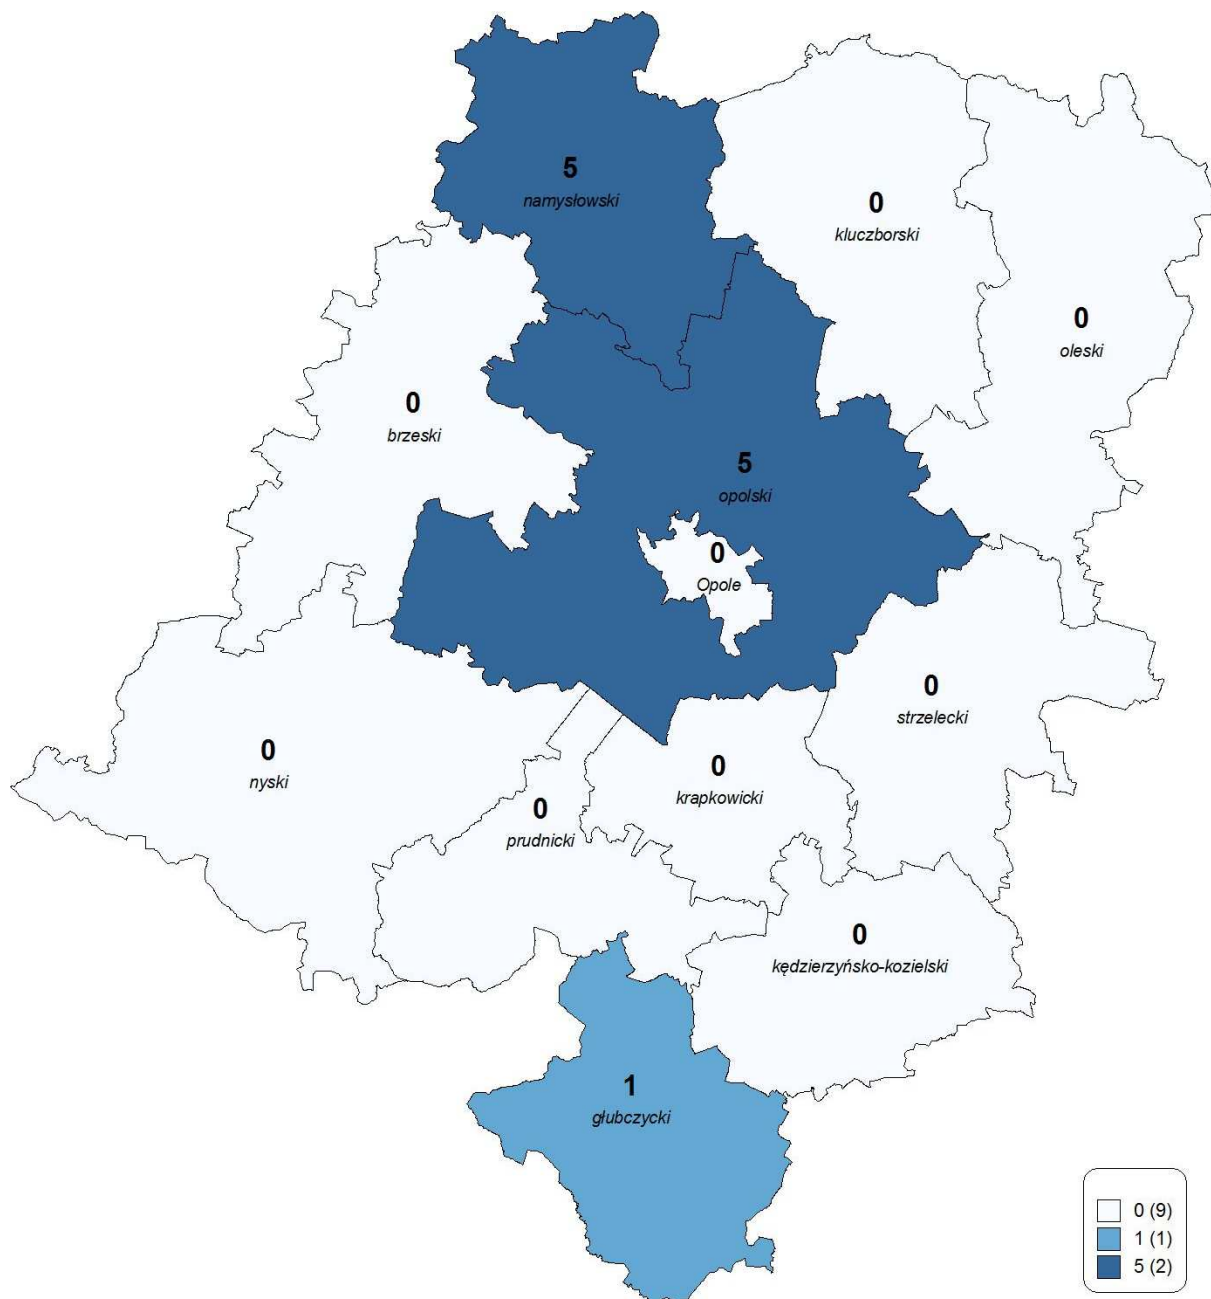 5
namysłowski
0
kluczborski
0
oleski
0
brzeski
5
opolski
0
Opole
0
strzelecki
0
nyski
0
krapkowicki
0
prudnicki
0
kędzierzyńsko-kozielski
1
głubczycki
0 (9)
1 (1)
5 (2)